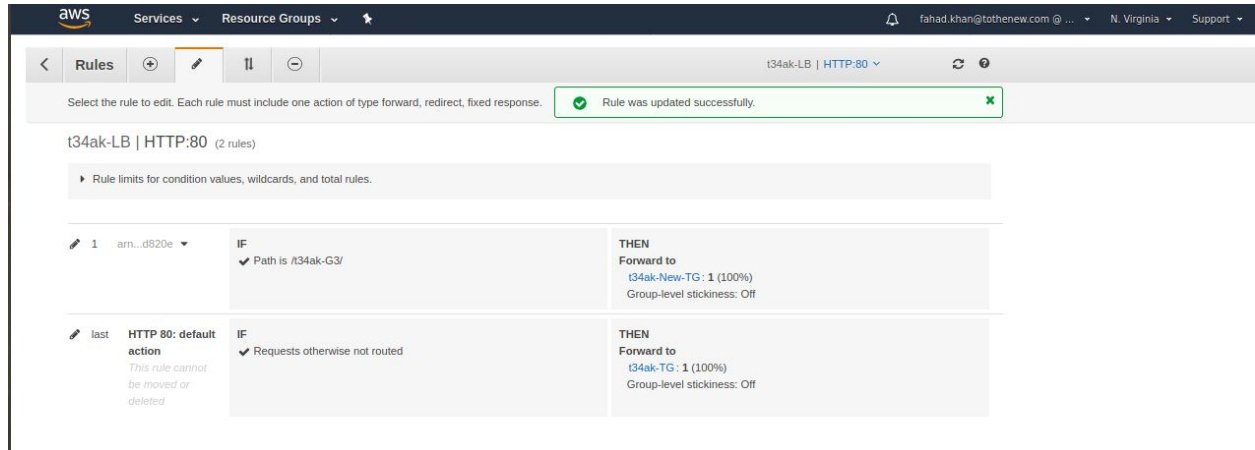 aws Services Resource Groups fahad.khan@tothenew.com @ ... N. Virginia Support
Rules t34ak-LB | HTTP:80
Select the rule to edit. Each rule must include one action of type forward, redirect, fixed response. Rule was updated successfully.
t34ak-LB | HTTP:80 (2 rules)
Rule limits for condition values, wildcards, and total rules.
1 arn...d820e IF THEN
Path is /t34ak-G3/ Forward to
t34ak-New-TG: 1 (100%)
Group-level stickiness: Off
last HTTP 80: default IF THEN
action Requests otherwise not routed Forward to
This rule cannot t34ak-TG: 1 (100%)
be moved or Group-level stickiness: Off
deleted